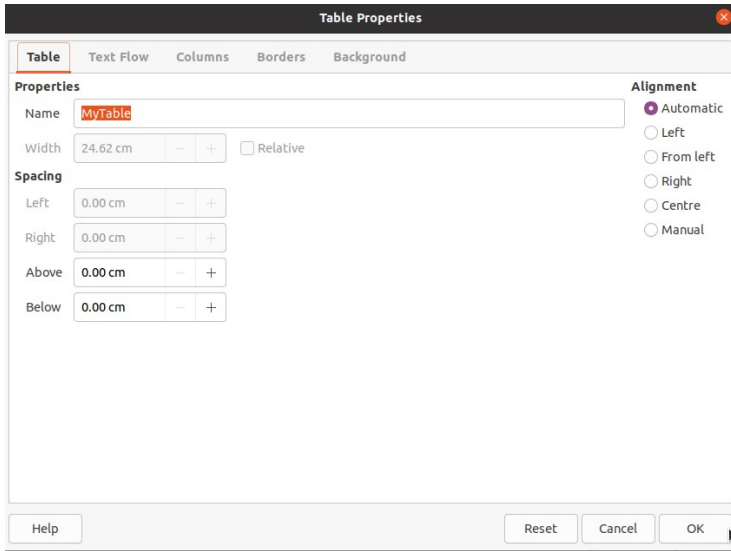 Table Properties
Table Text Flow Columns Borders Background
Properties
Name MyTable
Width 24.62 cm Relative
Spacing
Left 0.00 cm
Right 0.00 cm
Above 0.00 cm
Below 0.00 cm
Alignment
Automatic
Left
From left
Right
Centre
Manual
Help Reset Cancel OK